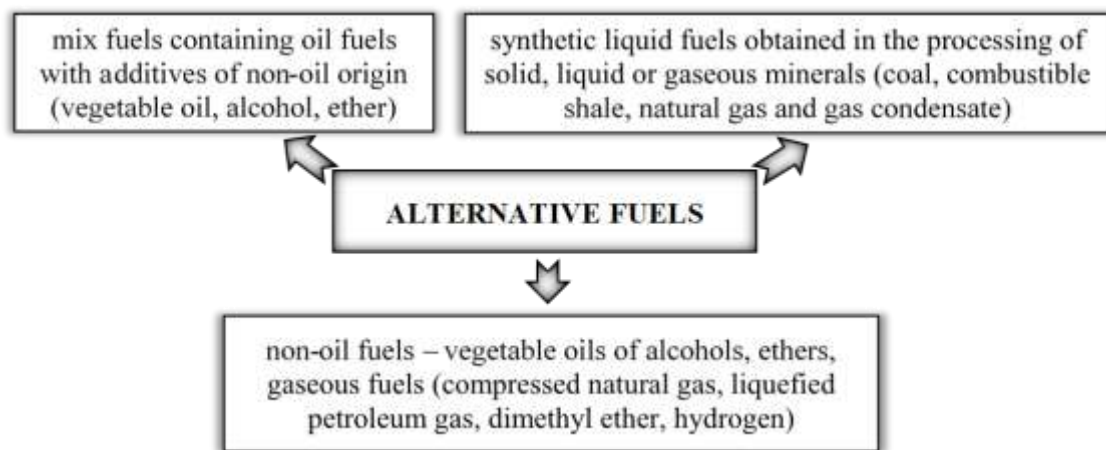 mix fuels containing oil fuels
with additives of non-oil origin
(vegetable oil, alcohol, ether)
synthetic liquid fuels obtained in the processing of
solid, liquid or gaseous minerals (coal, combustible
shale, natural gas and gas condensate)
ALTERNATIVE FUELS
non-oil fuels – vegetable oils of alcohols, ethers,
gaseous fuels (compressed natural gas, liquefied
petroleum gas, dimethyl ether, hydrogen)